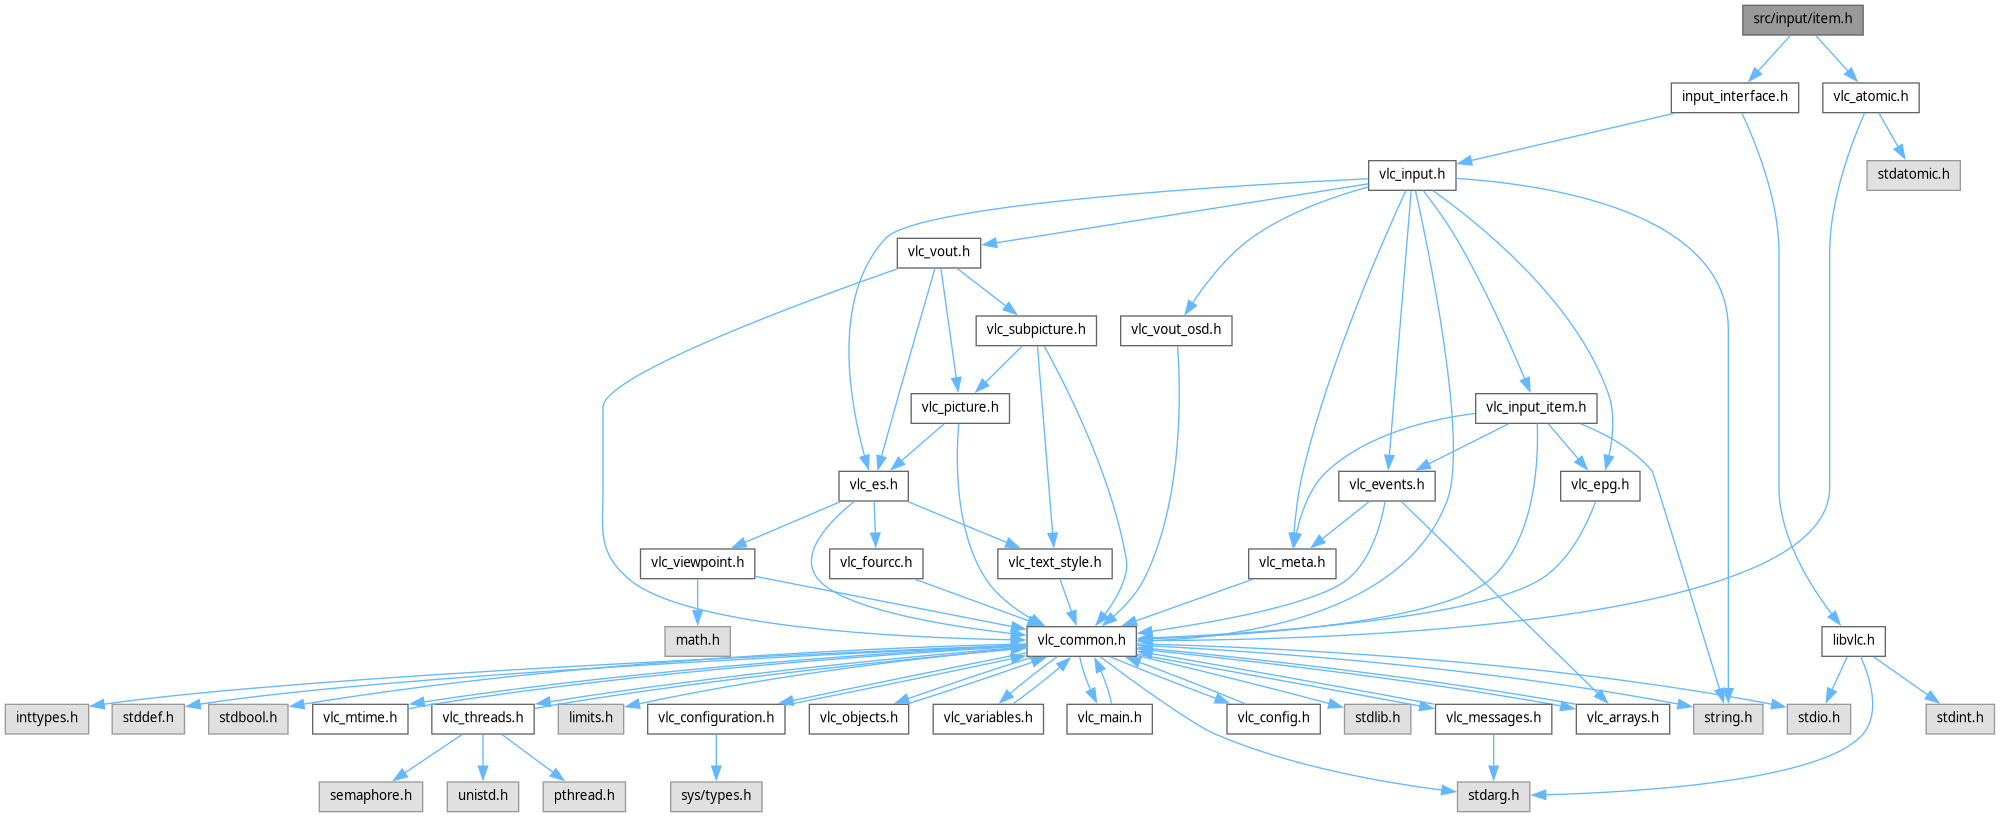 src/input/item.h
input_interface.h
vlc_atomic.h
vlc_input.h
stdatomic.h
vlc_vout.h
vlc_subpicture.h
vlc_vout_osd.h
vlc_picture.h
vlc_input_item.h
vlc_es.h
vlc_events.h
vlc_epg.h
vlc_viewpoint.h
vlc_fourcc.h
vlc_text_style.h
vlc_meta.h
math.h
vlc_common.h
libvlc.h
inttypes.h
stddef.h
stdbool.h
vlc_mtime.h
vlc_threads.h
limits.h
vlc_configuration.h
vlc_objects.h
vlc_variables.h
vlc_main.h
vlc_config.h
stdlib.h
vlc_messages.h
vlc_arrays.h
string.h
stdio.h
stdint.h
semaphore.h
unistd.h
pthread.h
sys/types.h
stdarg.h